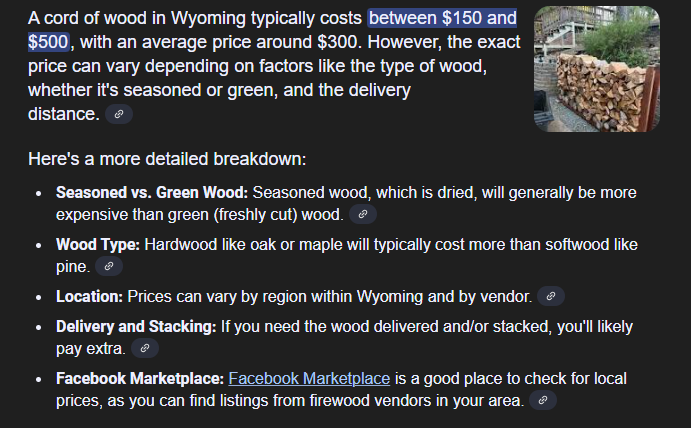 A cord of wood in Wyoming typically costs between $150 and
$500, with an average price around $300. However, the exact
price can vary depending on factors like the type of wood,
whether it's seasoned or green, and the delivery
distance.
Here's a more detailed breakdown:
• Seasoned vs. Green Wood: Seasoned wood, which is dried, will generally be more
expensive than green (freshly cut) wood.
• Wood Type: Hardwood like oak or maple will typically cost more than softwood like
pine.
• Location: Prices can vary by region within Wyoming and by vendor.
• Delivery and Stacking: If you need the wood delivered and/or stacked, you'll likely
pay extra.
• Facebook Marketplace: Facebook Marketplace is a good place to check for local
prices, as you can find listings from firewood vendors in your area.